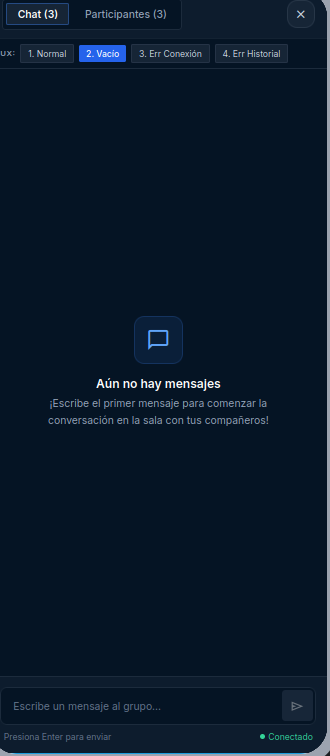 Chat (3)
Participantes (3)
UX:
1. Normal
2. Vacío
3. Err Conexión
4. Err Historial
Aún no hay mensajes
¡Escribe el primer mensaje para comenzar la
conversación en la sala con tus compañeros!
Escribe un mensaje al grupo...
Presiona Enter para enviar
Conectado